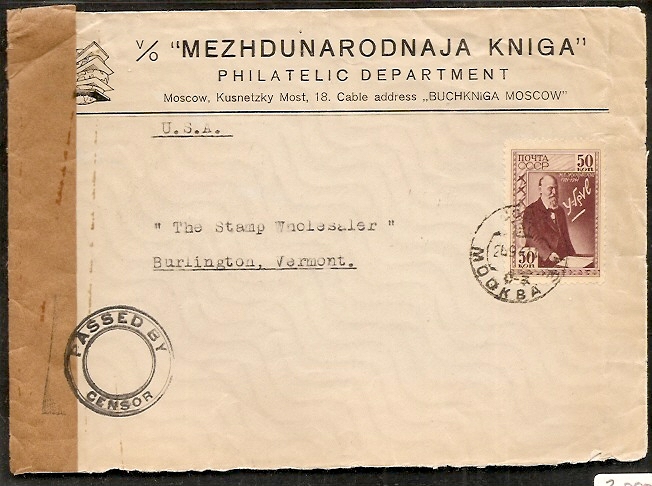 V/O "MEZHDUNARODNAJA KNIGA"
PHILATELIC DEPARTMENT
Moscow, Kusnetzky Most, 18. Cable address „BUCHKNiGA MOSCOW"
U.S.A.
ПОЧТА 50
СССР КОП
"The Stamp Wholesaler"
Burlington, Vermont.
50
КОП
МОСКВА
PASSED BY
CENSOR